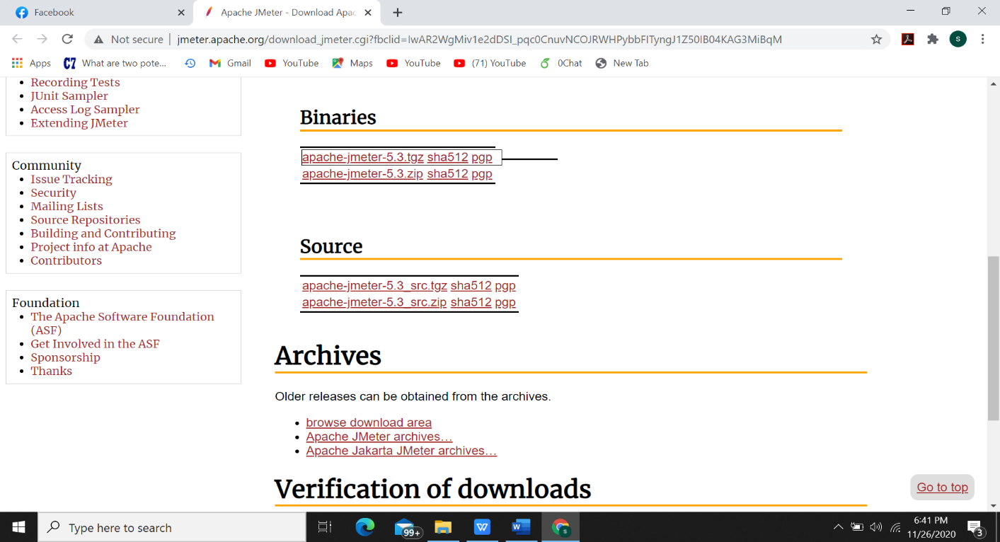 Facebook
Apache JMeter - Download Apac
Not secure
jmeter.apache.org/download_jmeter.cgi?fbclid=IwAR2WgMiv1e2dDSI_pqc0CnuvNCOJRWHPybbFITyngJ1Z50IB04KAG3MiBqM
S
Apps
C7
What are two pote...
Gmail
YouTube
Maps
YouTube
(71) YouTube
0Chat
New Tab
Recording Tests
JUnit Sampler
Access Log Sampler
Extending JMeter
Community
Issue Tracking
Security
Mailing Lists
Source Repositories
Building and Contributing
Project info at Apache
Contributors
Foundation
The Apache Software Foundation
(ASF)
Get Involved in the ASF
Sponsorship
Thanks
Binaries
apache-jmeter-5.3.tgz sha512 pgp
apache-jmeter-5.3.zip sha512 pgp
Source
apache-jmeter-5.3_src.tgz sha512 pgp
apache-jmeter-5.3_src.zip sha512 pgp
Archives
Older releases can be obtained from the archives.
browse download area
Apache JMeter archives…
Apache Jakarta JMeter archives…
Verification of downloads
Go to top
Type here to search
99+
W
W
S
6:41 PM
11/26/2020
3